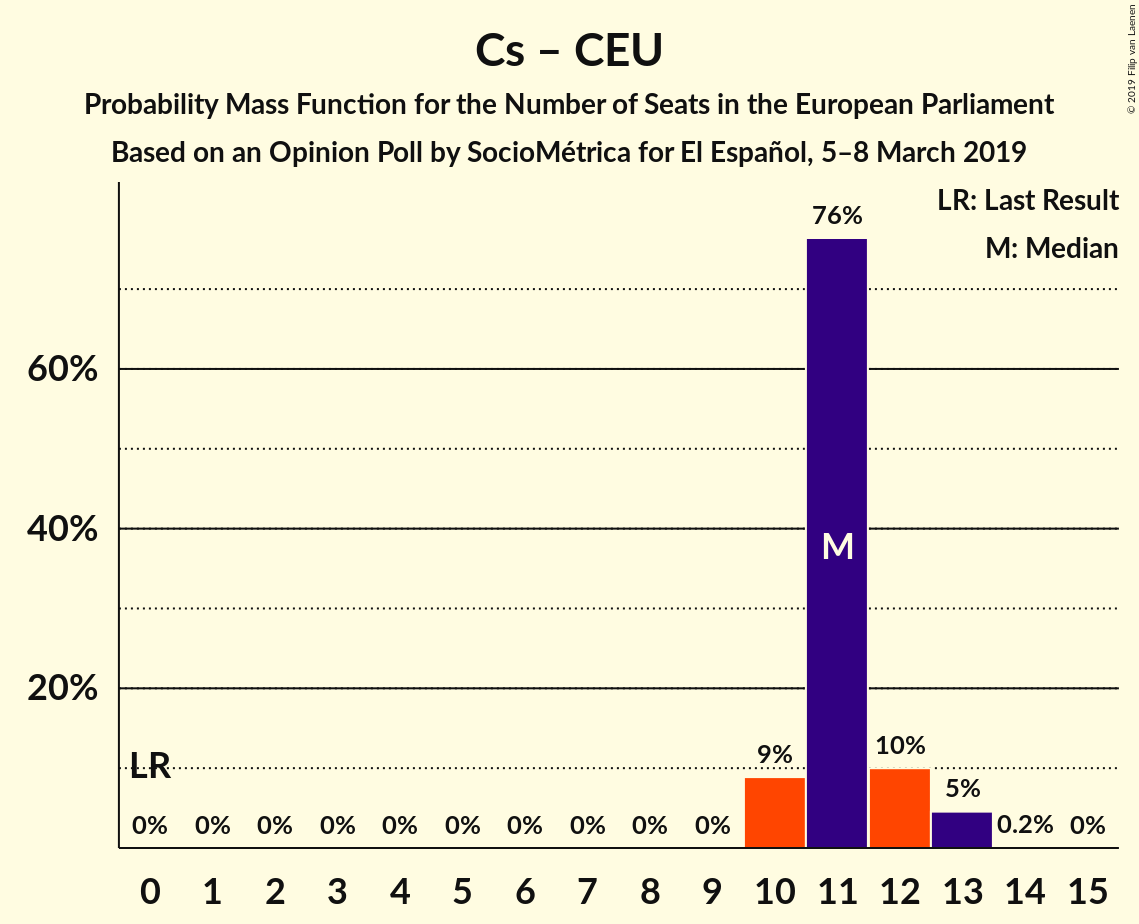 Cs – CEU
Probability Mass Function for the Number of Seats in the European Parliament
Based on an Opinion Poll by SocioMétrica for El Español, 5–8 March 2019
© 2019 Filip van Laenen
LR: Last Result
M: Median
76%
60%
40%
M
20%
LR
9%
10%
5%
0% 0% 0% 0% 0% 0% 0% 0% 0% 0% 0.2% 0%
0 1 2 3 4 5 6 7 8 9 10 11 12 13 14 15